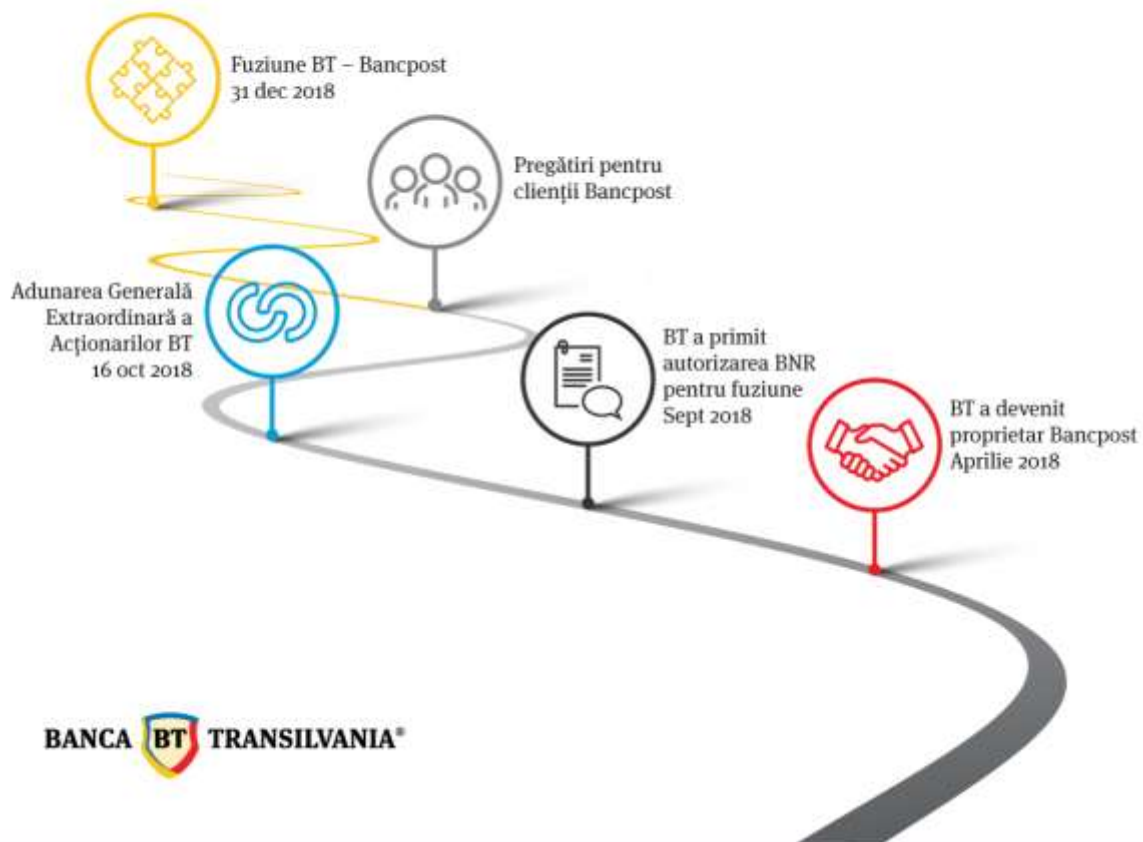 Fuziune BT – Bancpost
31 dec 2018
Pregătiri pentru
clienții Bancpost
Adunarea Generală
Extraordinară a
Acționarilor BT
16 oct 2018
BT a primit
autorizarea BNR
pentru fuziune
Sept 2018
BT a devenit
proprietar Bancpost
Aprilie 2018
BANCA BT TRANSILVANIA®